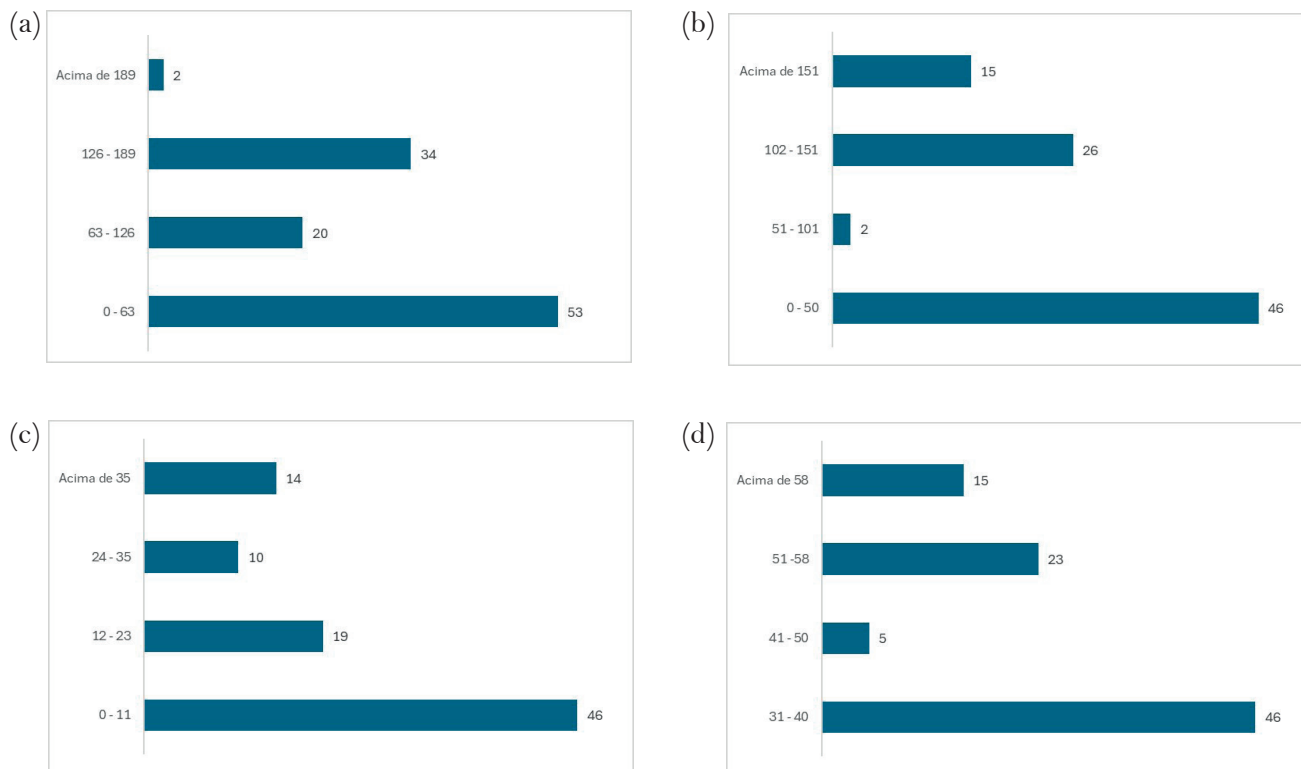 (a)
Acima de 189 2
126 - 189 34
63 - 126 20
0 - 63 53
(b)
Acima de 151 15
102 - 151 26
51 - 101 2
0 - 50 46
(c)
Acima de 35 14
24 - 35 10
12 - 23 19
0 - 11 46
(d)
Acima de 58 15
51 -58 23
41 - 50 5
31 - 40 46